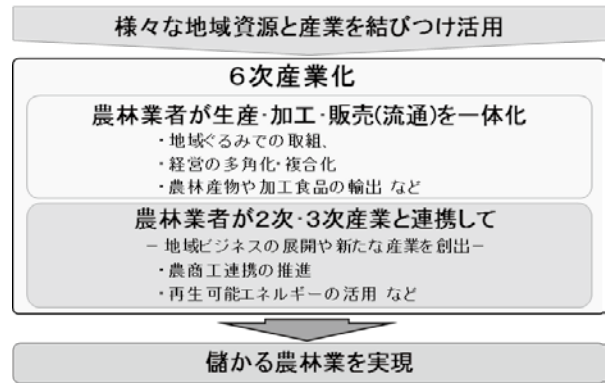 様々な地域資源と産業を結びつけ活用
6次産業化
農林業者が生産・加工・販売(流通)を一体化
・地域ぐるみでの取組、
・経営の多角化・複合化
・農林産物や加工食品の輸出 など
農林業者が2次・3次産業と連携して
－地域ビジネスの展開や新たな産業を創出－
・農商工連携の推進
・再生可能エネルギーの活用 など
儲かる農林業を実現